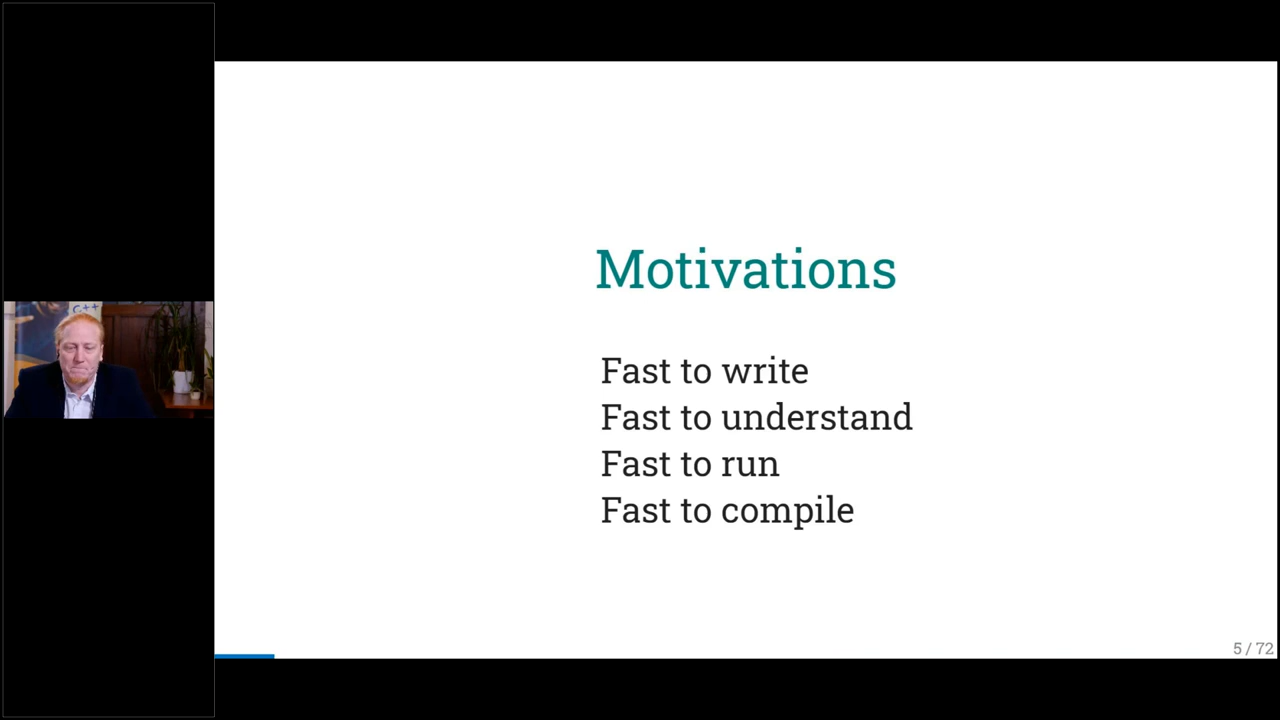 C++
Motivations
Fast to write
Fast to understand
Fast to run
Fast to compile
5 / 72